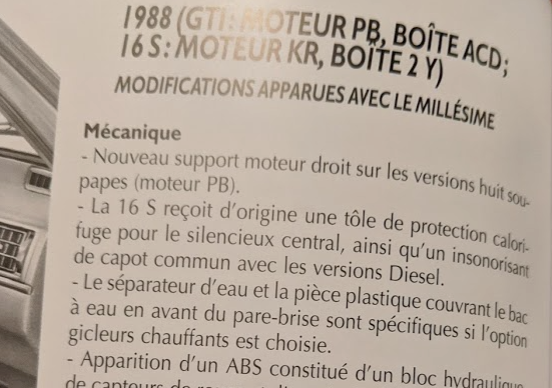 1988 (GTI: MOTEUR PB, BOÎTE ACD;
16 S: MOTEUR KR, BOÎTE 2 Y)
MODIFICATIONS APPARUES AVEC LE MILLÉSIME
Mécanique
- Nouveau support moteur droit sur les versions huit sou-
papes (moteur PB).
- La 16 S reçoit d'origine une tôle de protection calori-
fuge pour le silencieux central, ainsi qu'un insonorisant
de capot commun avec les versions Diesel.
- Le séparateur d'eau et la pièce plastique couvrant le bac
à eau en avant du pare-brise sont spécifiques si l'option
gicleurs chauffants est choisie.
- Apparition d'un ABS constitué d'un bloc hydraulique
de capteurs de